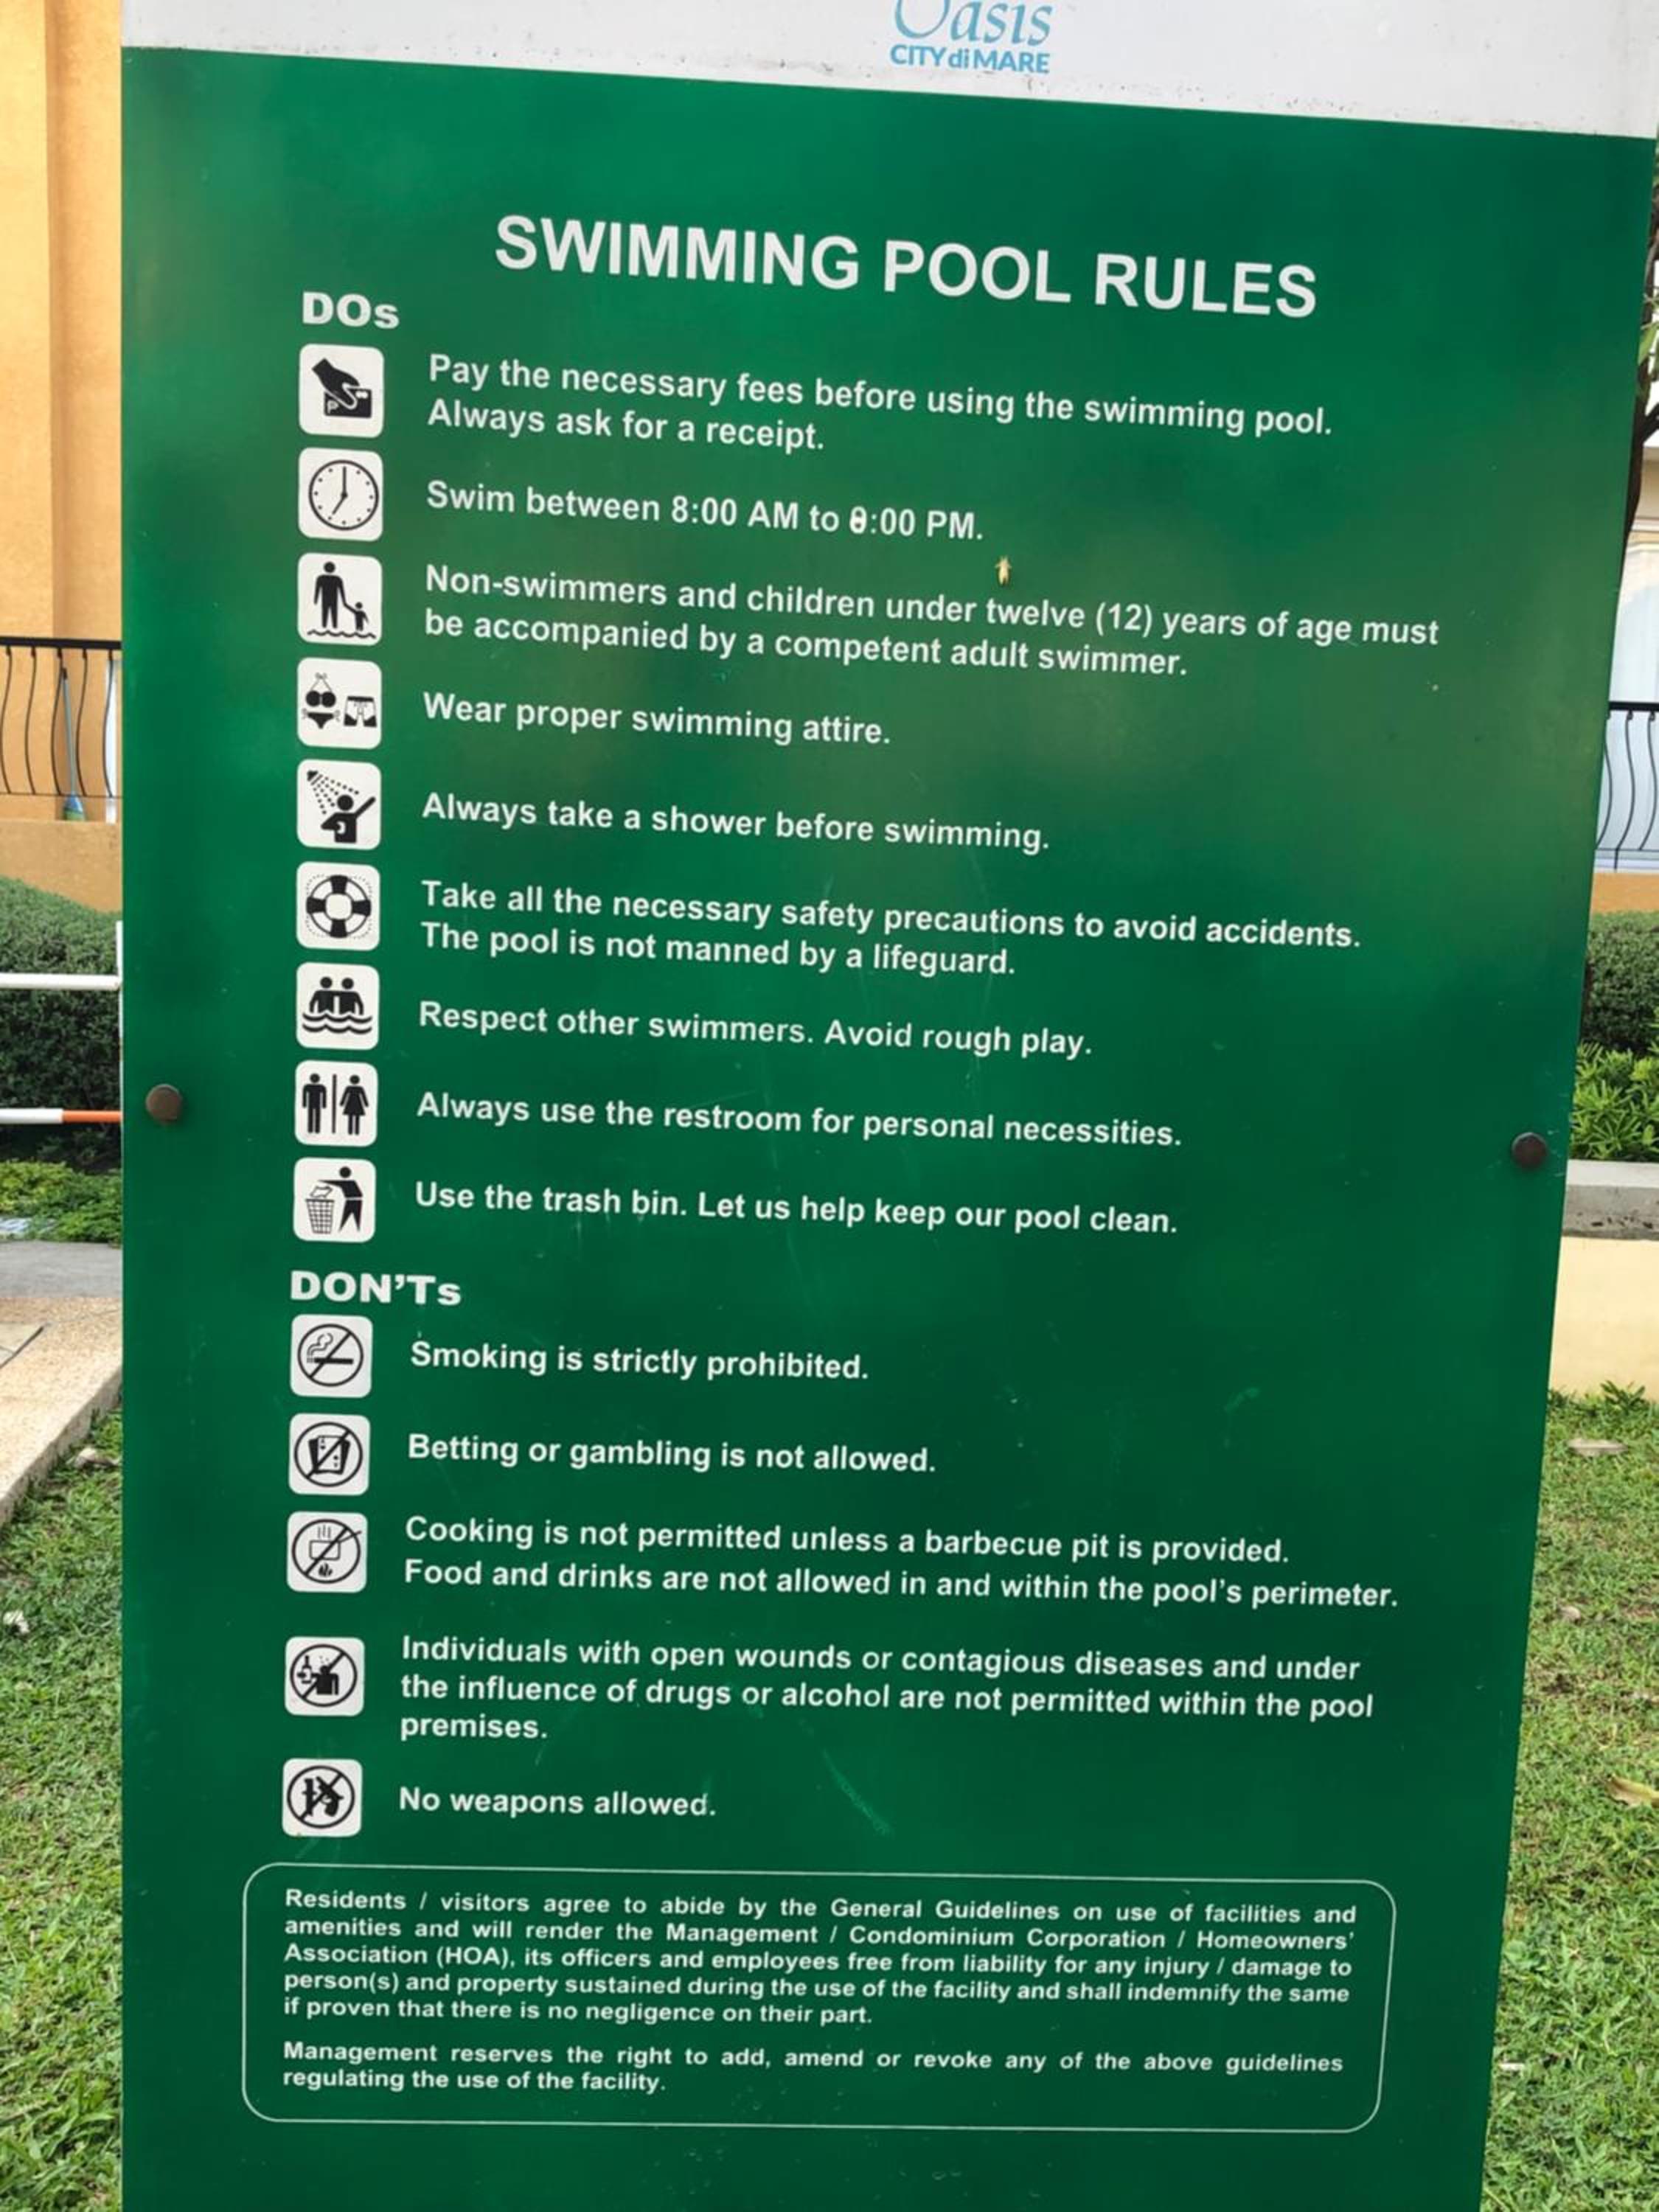 Oasis
CITY di MARE
SWIMMING POOL RULES
DOs
Pay the necessary fees before using the swimming pool.
Always ask for a receipt.
Swim between 8:00 AM to :00 PM.
Non-swimmers and children under twelve (12) years of age must
be accompanied by a competent adult swimmer.
Wear proper swimming attire.
Always take a shower before swimming.
Take all the necessary safety precautions to avoid accidents.
The pool is not manned by a lifeguard.
Respect other swimmers. Avoid rough play.
Always use the restroom for personal necessities.
Use the trash bin. Let us help keep our pool clean.
DON'Ts
Smoking is strictly prohibited.
Betting or gambling is not allowed.
Cooking is not permitted unless a barbecue pit is provided.
Food and drinks are not allowed in and within the pool's perimeter.
Individuals with open wounds or contagious diseases and under
the influence of drugs or alcohol are not permitted within the pool
premises.
No weapons allowed.
Residents / visitors agree to abide by the General Guidelines on use of facilities and
amenities and will render the Management / Condominium Corporation / Homeowners'
Association (HOA), its officers and employees free from liability for any injury / damage to
person(s) and property sustained during the use of the facility and shall indemnify the same
if proven that there is no negligence on their part.
Management reserves the right to add, amend or revoke any of the above guidelines
regulating the use of the facility.